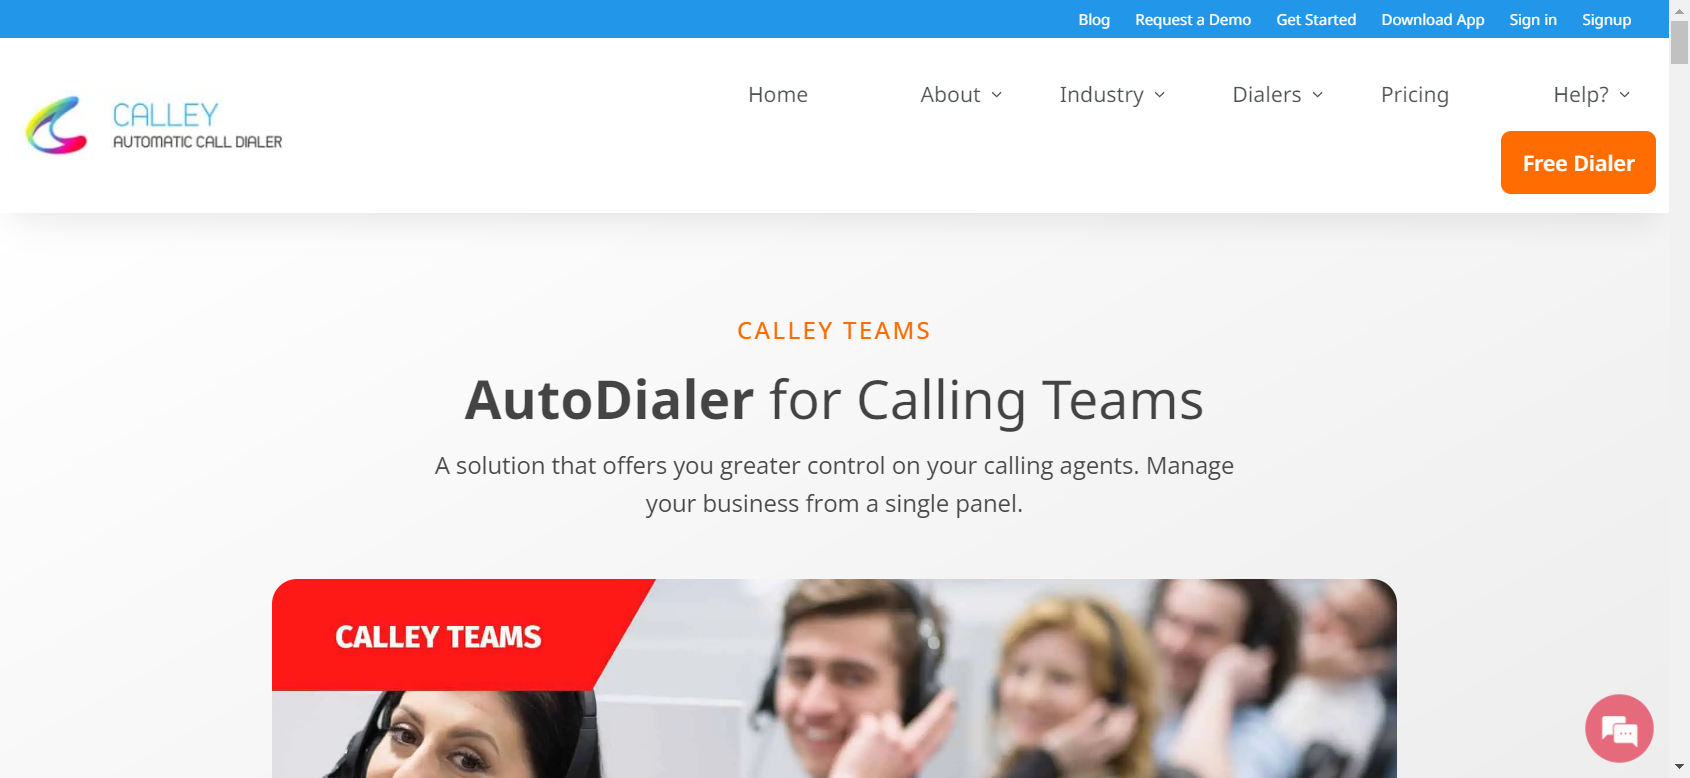 Blog Request a Demo Get Started Download App Sign in Signup
CALLEY
AUTOMATIC CALL DIALER
Home About Industry Dialers Pricing Help?
Free Dialer
CALLEY TEAMS
AutoDialer for Calling Teams
A solution that offers you greater control on your calling agents. Manage
your business from a single panel.
CALLEY TEAMS